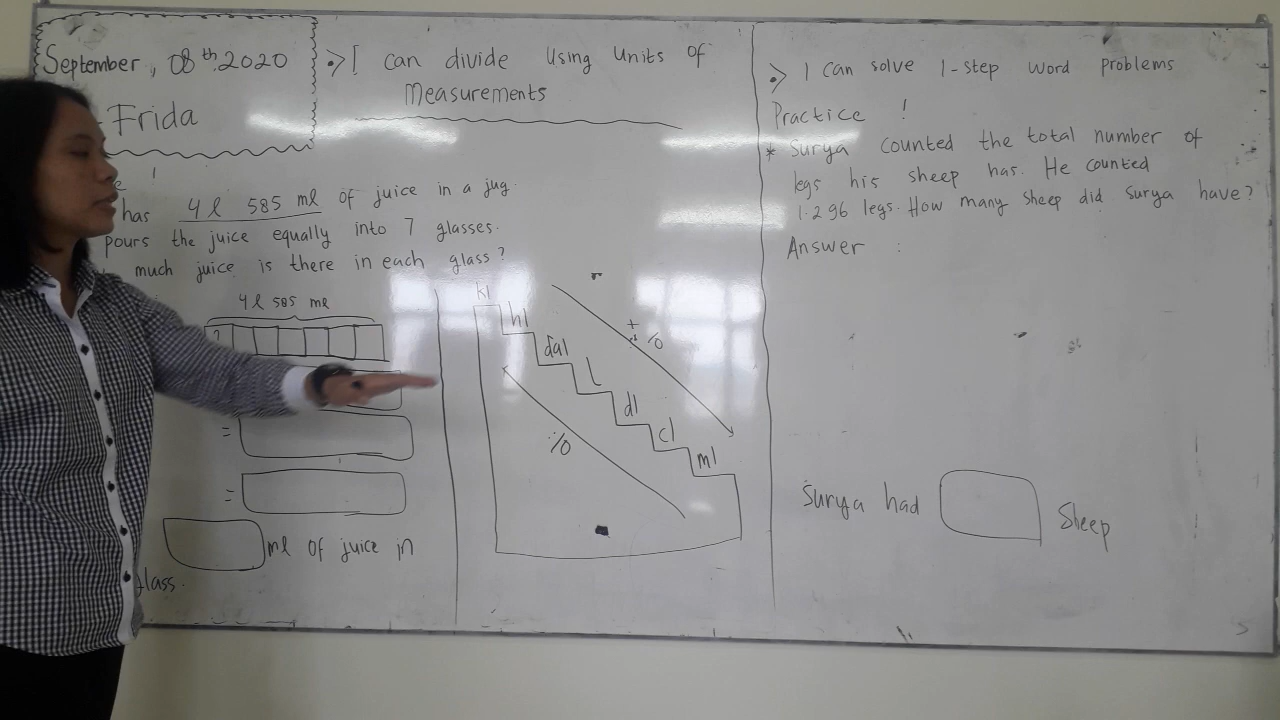 September, 08th 2020
Frida
•> I can divide Using Units of
Measurements
e !
has 4 l 585 ml of juice in a jug.
pours the juice equally into 7 glasses.
much juice is there in each glass?
4 l 585 ml
?
=
=
ml of juice in
glass.
kl
hl
dal
L
dl
cl
ml
•> I can solve 1-step word problems
Practice !
* Surya counted the total number of
legs his sheep has. He counted
1.296 legs. How many sheep did Surya have?
Answer :
Surya had Sheep